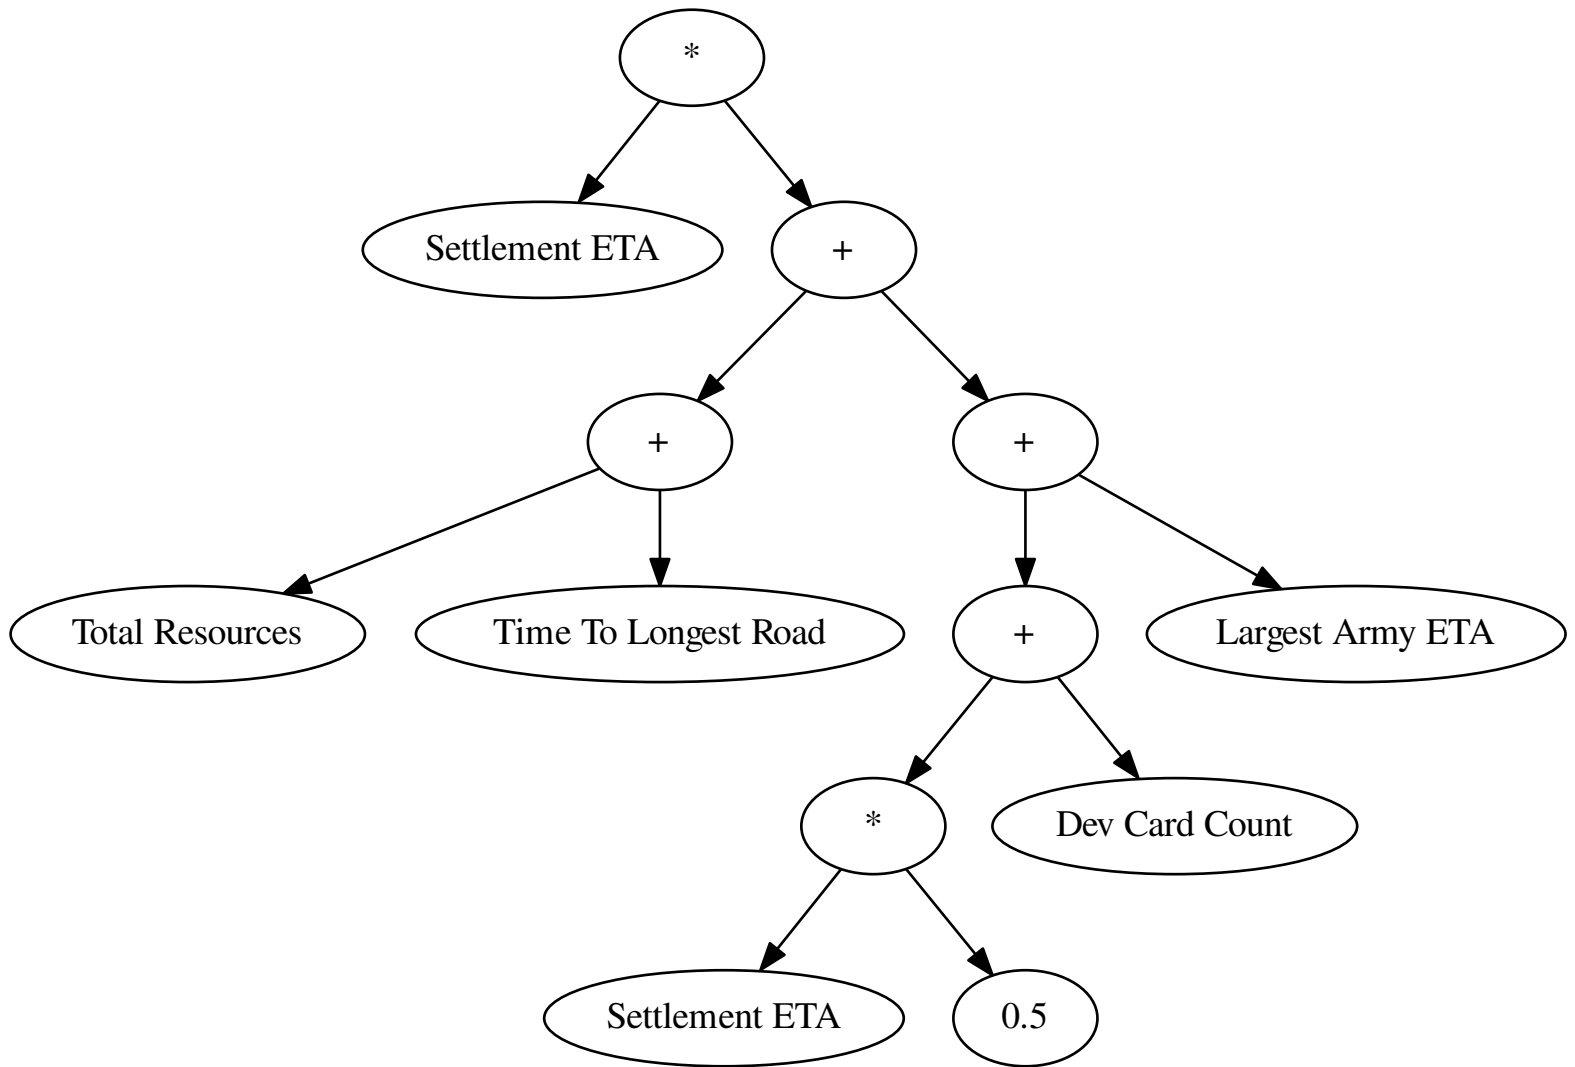 *
Settlement ETA
+
+
+
Total Resources
Time To Longest Road
+
Largest Army ETA
*
Dev Card Count
Settlement ETA
0.5